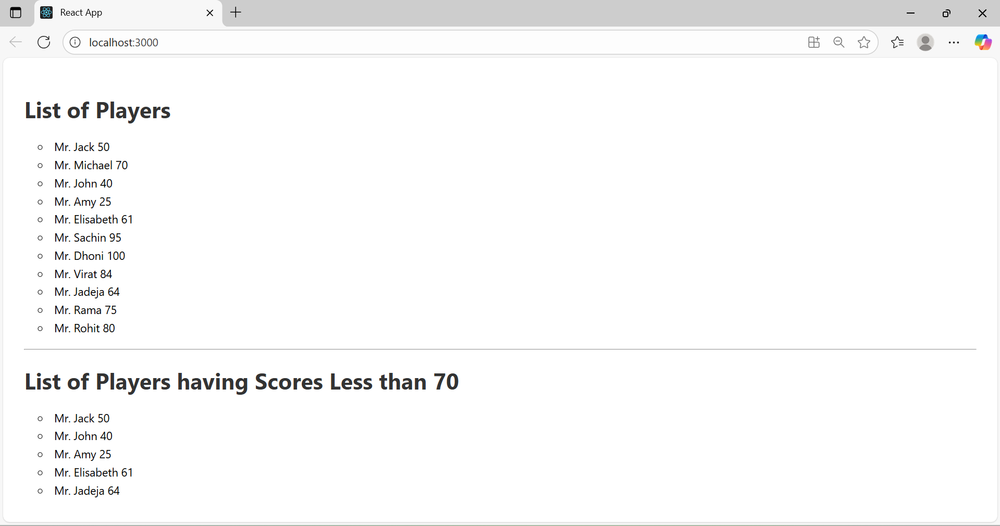 React App
localhost:3000
List of Players
Mr. Jack 50
Mr. Michael 70
Mr. John 40
Mr. Amy 25
Mr. Elisabeth 61
Mr. Sachin 95
Mr. Dhoni 100
Mr. Virat 84
Mr. Jadeja 64
Mr. Rama 75
Mr. Rohit 80
List of Players having Scores Less than 70
Mr. Jack 50
Mr. John 40
Mr. Amy 25
Mr. Elisabeth 61
Mr. Jadeja 64